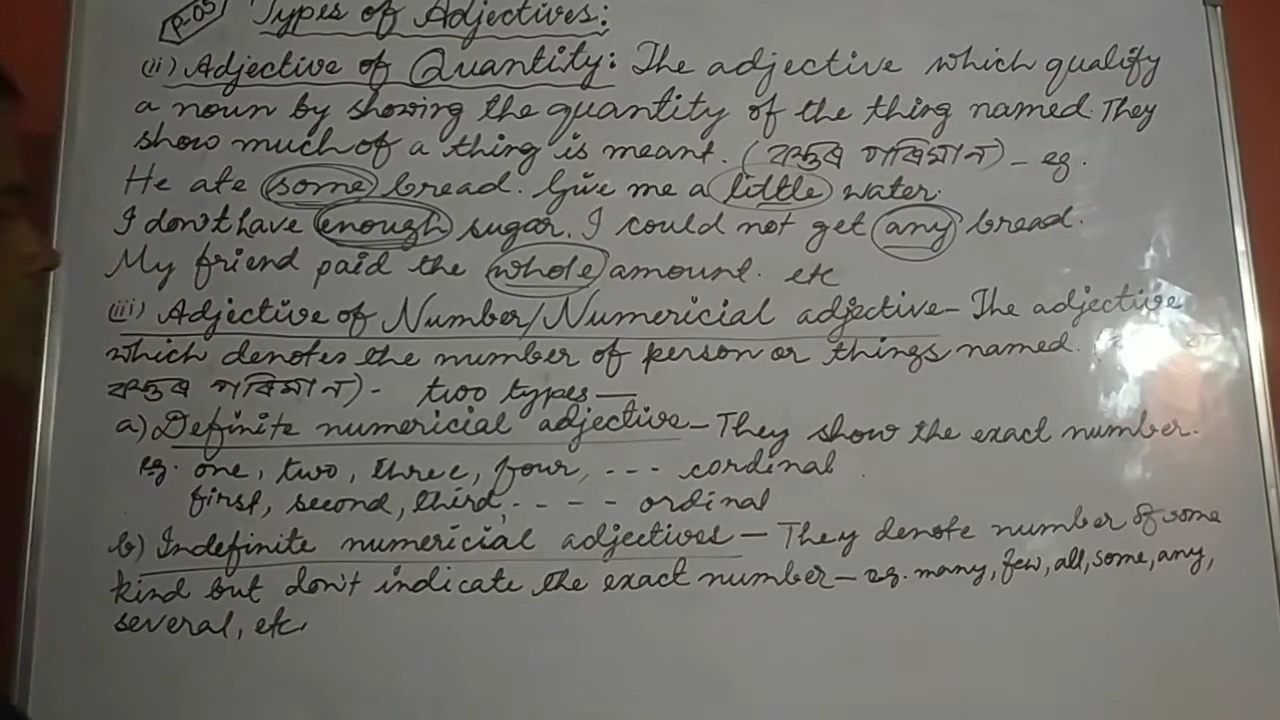 P-05 Types of Adjectives:
(ii) Adjective of Quantity: The adjective which qualify
a noun by showing the quantity of the thing named. They
show much of a thing is meant. (বস্তুৰ পৰিমান) - eg.
He ate some bread. Give me a little water.
I don't have enough sugar. I could not get any bread.
My friend paid the whole amount. etc
(iii) Adjective of Number/Numericial adjective - The adjective
which denotes the number of person or things named.
বস্তুৰ পৰিমান) - two types —
a) Definite numericial adjective - They show the exact number.
eg. one, two, three, four, --- cordinal
first, second, third, - - - - ordinal
b) Indefinite numericial adjectives — They denote number of some
kind but don't indicate the exact number - eg. many, few, all, some, any,
several, etc.